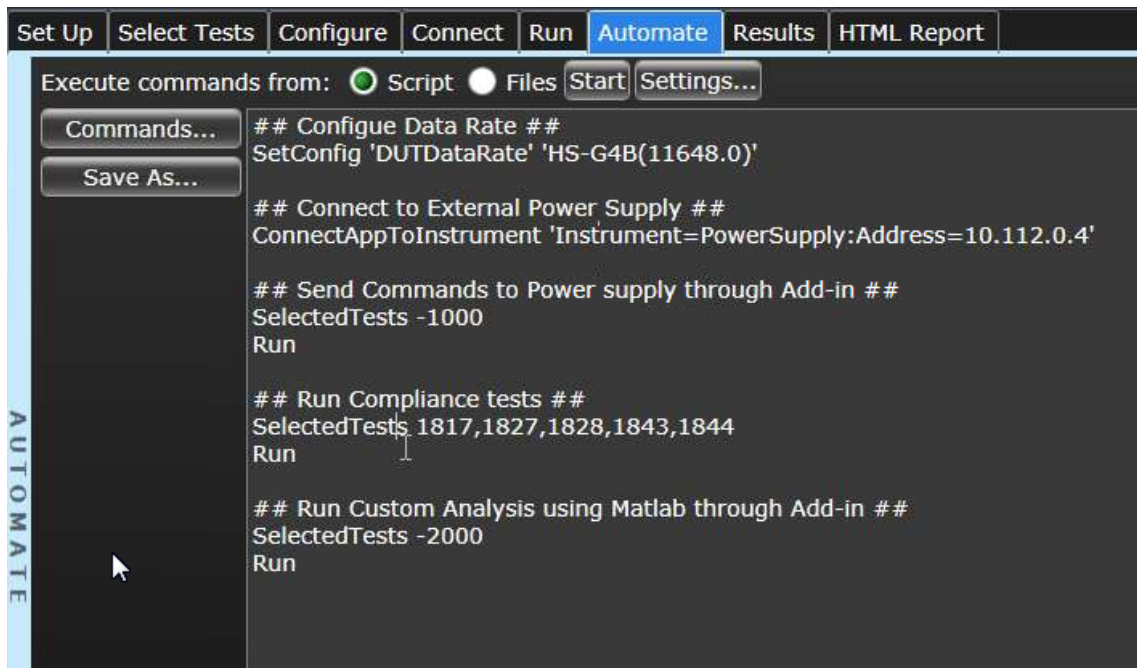 Set Up Select Tests Configure Connect Run Automate Results HTML Report
Execute commands from: Script Files Start Settings...
Commands...
Save As...
## Configue Data Rate ##
SetConfig 'DUTDataRate' 'HS-G4B(11648.0)'
## Connect to External Power Supply ##
ConnectAppToInstrument 'Instrument=PowerSupply:Address=10.112.0.4'
## Send Commands to Power supply through Add-in ##
SelectedTests -1000
Run
## Run Compliance tests ##
SelectedTests 1817,1827,1828,1843,1844
Run
## Run Custom Analysis using Matlab through Add-in ##
SelectedTests -2000
Run
AUTOMATE